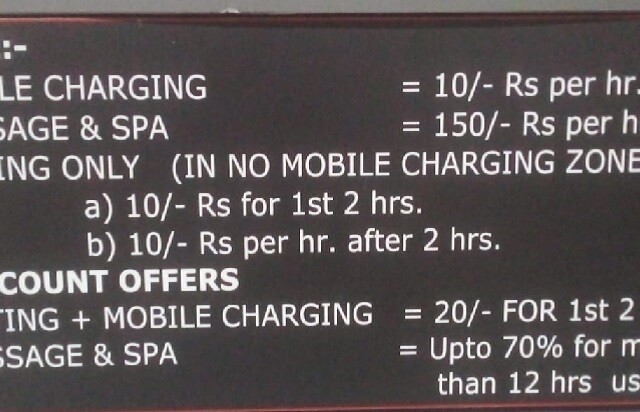 :-
LE CHARGING = 10/- Rs per hr.
SAGE & SPA = 150/- Rs per h
ING ONLY (IN NO MOBILE CHARGING ZONE
a) 10/- Rs for 1st 2 hrs.
b) 10/- Rs per hr. after 2 hrs.
COUNT OFFERS
TING + MOBILE CHARGING = 20/- FOR 1st 2
SSAGE & SPA = Upto 70% for m
than 12 hrs us